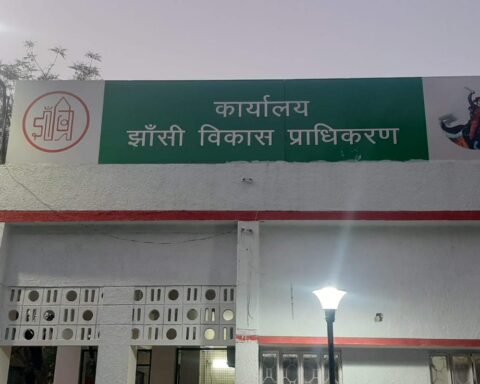 कार्यालय
झाँसी विकास प्राधिकरण